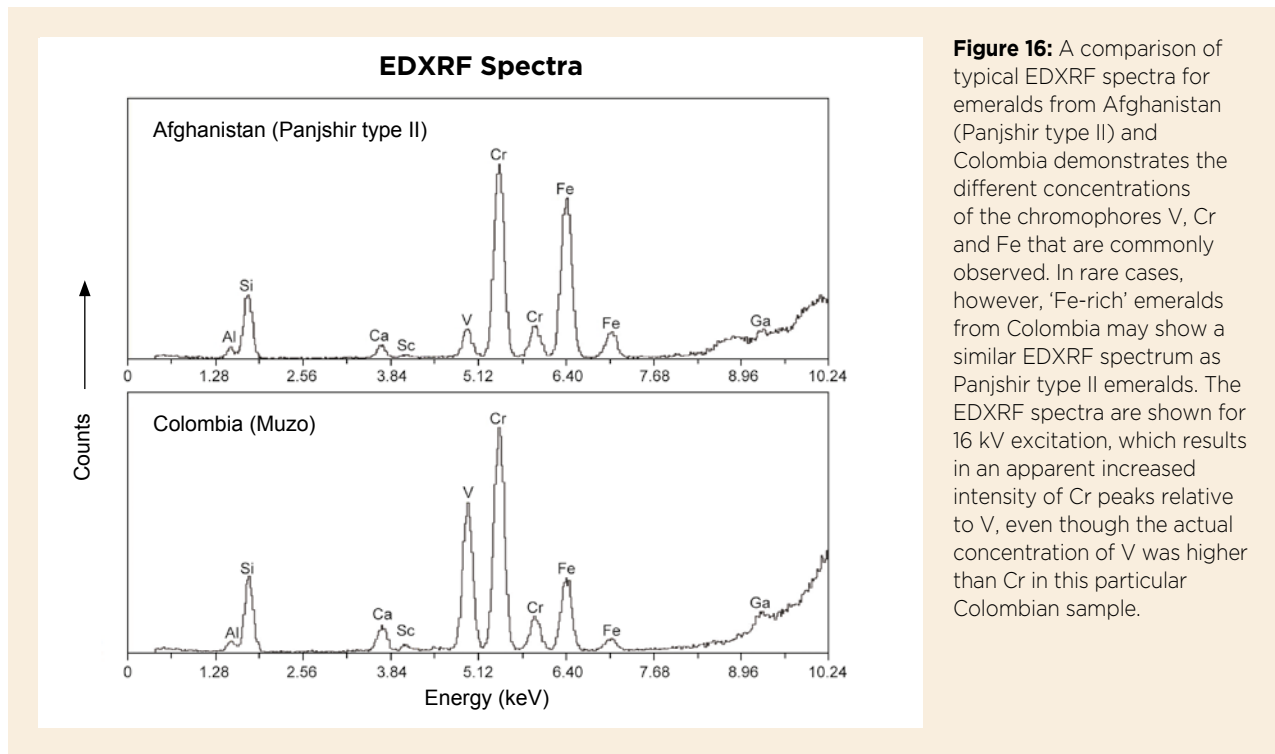 EDXRF Spectra
Afghanistan (Panjshir type II)
Al
Si
Ca
Sc
V
Cr
Cr
Fe
Fe
Ga
0 1.28 2.56 3.84 5.12 6.40 7.68 8.96 10.24
Colombia (Muzo)
Al
Si
Ca
Sc
V
Cr
Cr
Fe
Fe
Ga
0 1.28 2.56 3.84 5.12 6.40 7.68 8.96 10.24
Counts
Energy (keV)
Figure 16: A comparison of
typical EDXRF spectra for
emeralds from Afghanistan
(Panjshir type II) and
Colombia demonstrates the
different concentrations
of the chromophores V, Cr
and Fe that are commonly
observed. In rare cases,
however, ‘Fe-rich’ emeralds
from Colombia may show a
similar EDXRF spectrum as
Panjshir type II emeralds. The
EDXRF spectra are shown for
16 kV excitation, which results
in an apparent increased
intensity of Cr peaks relative
to V, even though the actual
concentration of V was higher
than Cr in this particular
Colombian sample.